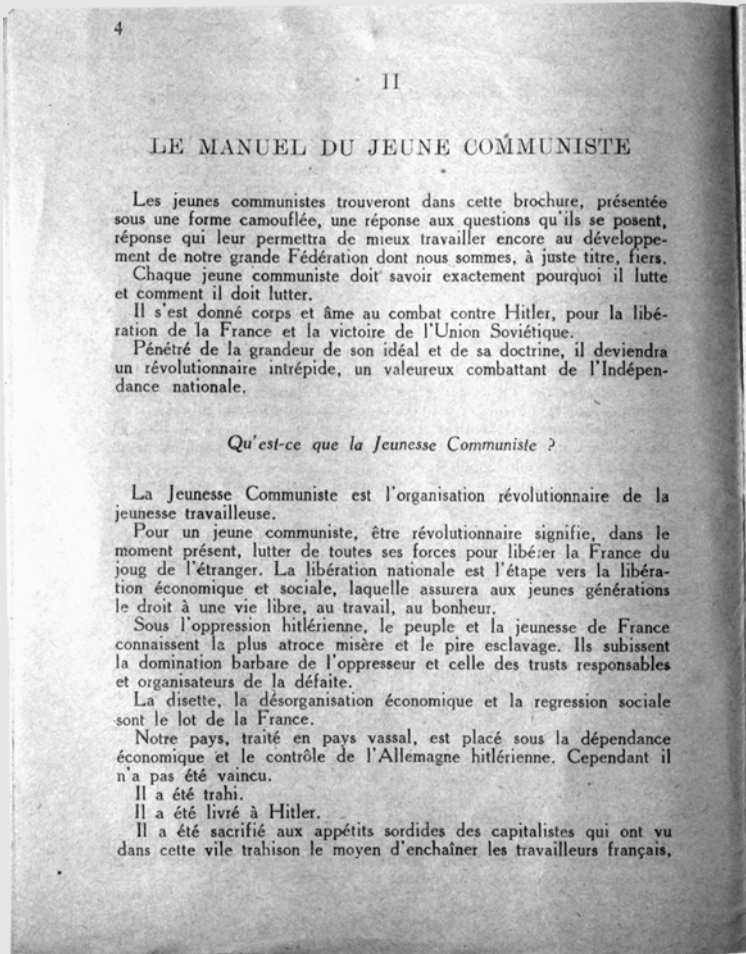 4
II
LE MANUEL DU JEUNE COMMUNISTE
Les jeunes communistes trouveront dans cette brochure, présentée
sous une forme camouflée, une réponse aux questions qu'ils se posent,
réponse qui leur permettra de mieux travailler encore au développe-
ment de notre grande Fédération dont nous sommes, à juste titre, fiers.
Chaque jeune communiste doit savoir exactement pourquoi il lutte
et comment il doit lutter.
Il s'est donné corps et âme au combat contre Hitler, pour la libé-
ration de la France et la victoire de l'Union Soviétique.
Pénétré de la grandeur de son idéal et de sa doctrine, il deviendra
un révolutionnaire intrépide, un valeureux combattant de l'Indépen-
dance nationale.
Qu'est-ce que la Jeunesse Communiste ?
La Jeunesse Communiste est l'organisation révolutionnaire de la
jeunesse travailleuse.
Pour un jeune communiste, être révolutionnaire signifie, dans le
moment présent, lutter de toutes ses forces pour libérer la France du
joug de l'étranger. La libération nationale est l'étape vers la libéra-
tion économique et sociale, laquelle assurera aux jeunes générations
le droit à une vie libre, au travail, au bonheur.
Sous l'oppression hitlérienne, le peuple et la jeunesse de France
connaissent la plus atroce misère et le pire esclavage. Ils subissent
la domination barbare de l'oppresseur et celle des trusts responsables
et organisateurs de la défaite.
La disette, la désorganisation économique et la regression sociale
sont le lot de la France.
Notre pays, traité en pays vassal, est placé sous la dépendance
économique et le contrôle de l'Allemagne hitlérienne. Cependant il
n'a pas été vaincu.
Il a été trahi.
Il a été livré à Hitler.
Il a été sacrifié aux appétits sordides des capitalistes qui ont vu
dans cette vile trahison le moyen d'enchaîner les travailleurs français,